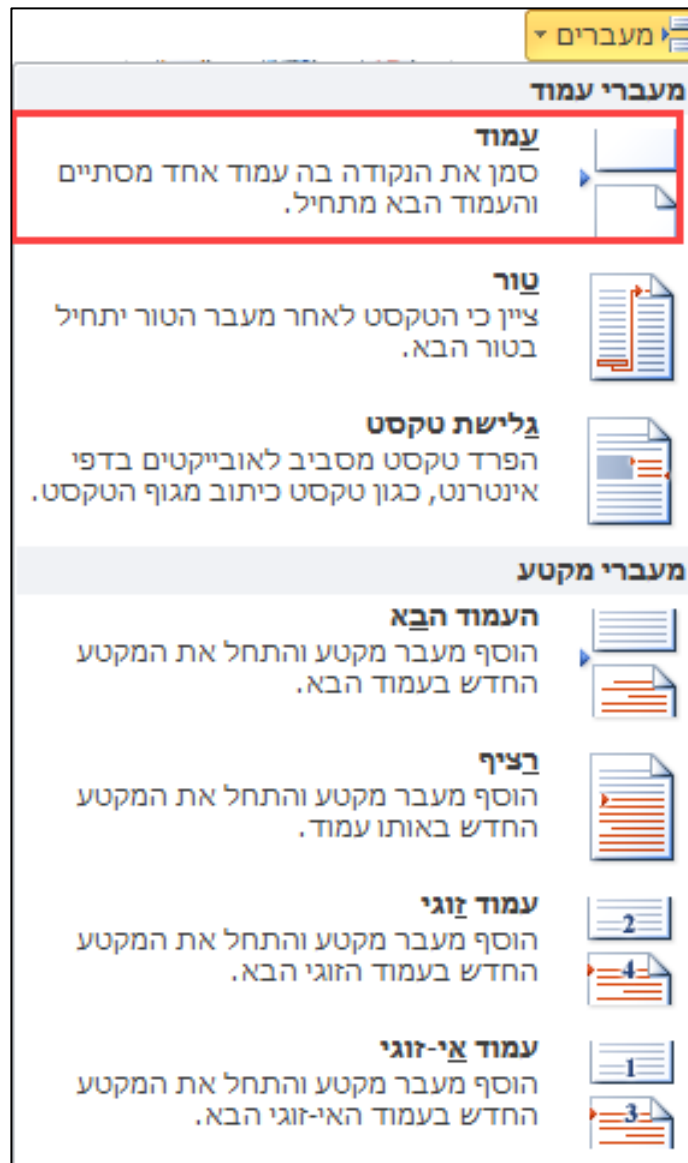 מעברים
מעברי עמוד
עמוד
סמן את הנקודה בה עמוד אחד מסתיים
והעמוד הבא מתחיל.
טור
ציין כי הטקסט לאחר מעבר הטור יתחיל
בטור הבא.
גלישת טקסט
הפרד טקסט מסביב לאובייקטים בדפי
אינטרנט, כגון טקסט כיתוב מגוף הטקסט.
מעברי מקטע
העמוד הבא
הוסף מעבר מקטע והתחל את המקטע
החדש בעמוד הבא.
רציף
הוסף מעבר מקטע והתחל את המקטע
החדש באותו עמוד.
עמוד זוגי
הוסף מעבר מקטע והתחל את המקטע
החדש בעמוד הזוגי הבא.
2
4
עמוד אי-זוגי
הוסף מעבר מקטע והתחל את המקטע
החדש בעמוד האי-זוגי הבא.
1
3